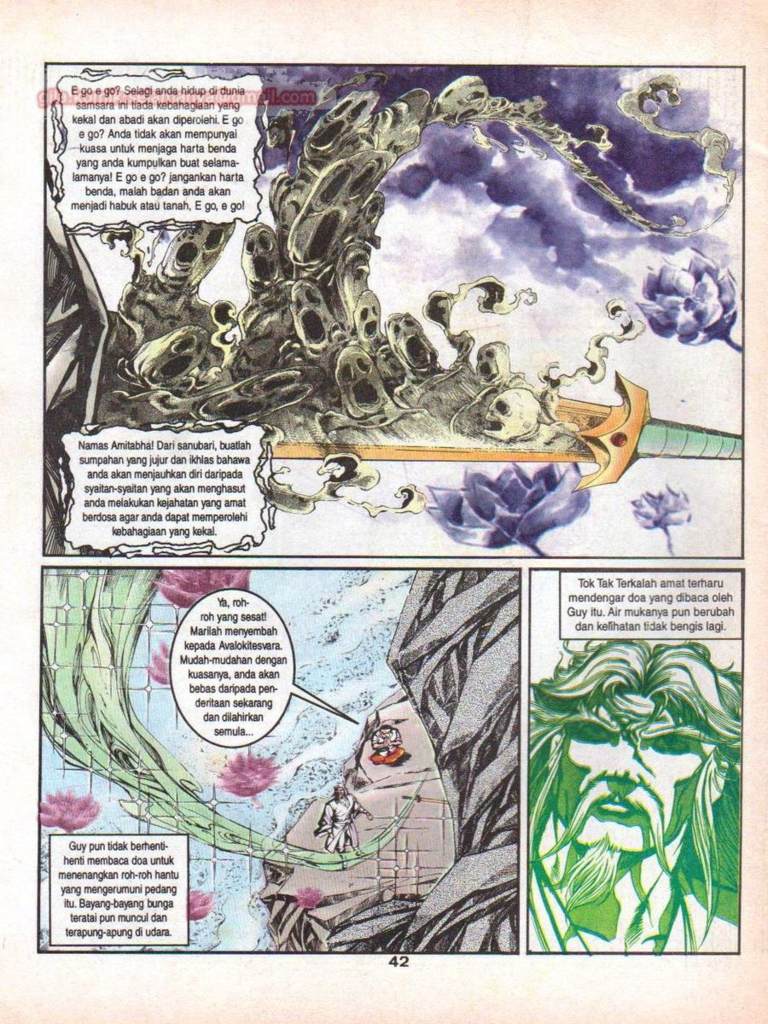 E go e go? Selagi anda hidup di dunia
samsara ini tiada kebahagiaan yang
kekal dan abadi akan diperolehi. E go
e go? Anda tidak akan mempunyai
kuasa untuk menjaga harta benda
yang anda kumpulkan buat selama-
lamanya! E go e go? jangankan harta
benda, malah badan anda akan
menjadi habuk atau tanah, E go, e go!
Namas Amitabha! Dari sanubari, buatlah
sumpahan yang jujur dan ikhlas bahawa
anda akan menjauhkan diri daripada
syaitan-syaitan yang akan menghasut
anda melakukan kejahatan yang amat
berdosa agar anda dapat memperolehi
kebahagiaan yang kekal.
Ya, roh-
roh yang sesat!
Marilah menyembah
kepada Avalokitesvara.
Mudah-mudahan dengan
kuasanya, anda akan
bebas daripada pen-
deritaan sekarang
dan dilahirkan
semula...
Guy pun tidak berhenti-
henti membaca doa untuk
menenangkan roh-roh hantu
yang mengerumuni pedang
itu. Bayang-bayang bunga
teratai pun muncul dan
terapung-apung di udara.
Tok Tak Terkalah amat terharu
mendengar doa yang dibaca oleh
Guy itu. Air mukanya pun berubah
dan kelihatan tidak bengis lagi.
42